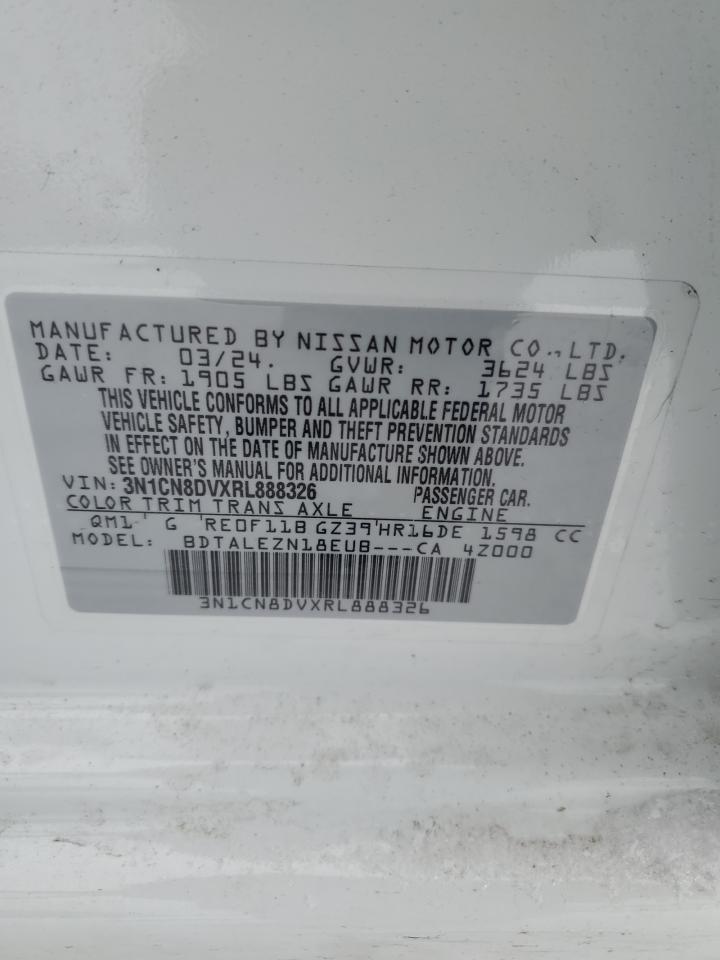 MANUFACTURED BY NISSAN MOTOR CO., LTD.
DATE: 03/24. GVWR: 3624 LBS
GAWR FR: 1905 LBS GAWR RR: 1735 LBS
THIS VEHICLE CONFORMS TO ALL APPLICABLE FEDERAL MOTOR
VEHICLE SAFETY, BUMPER AND THEFT PREVENTION STANDARDS
IN EFFECT ON THE DATE OF MANUFACTURE SHOWN ABOVE.
SEE OWNER'S MANUAL FOR ADDITIONAL INFORMATION.
VIN: 3N1CN8DVXRL888326 PASSENGER CAR.
COLOR TRIM TRANS AXLE ENGINE
QM1 G RE0F11B GZ39 HR16DE 1598 CC
MODEL: BDTALEZN18EUB---CA 4Z000
3N1CN8DVXRL888326